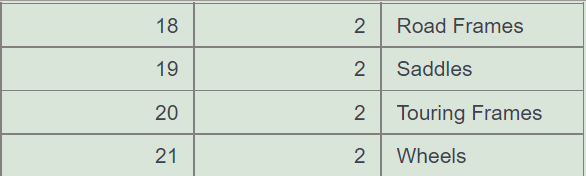 18 2 Road Frames
19 2 Saddles
20 2 Touring Frames
21 2 Wheels